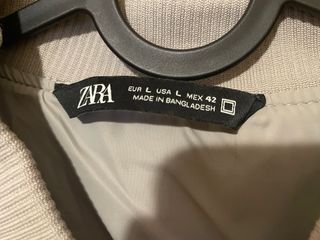 ZARA
EUR L USA L MEX 42
MADE IN BANGLADESH